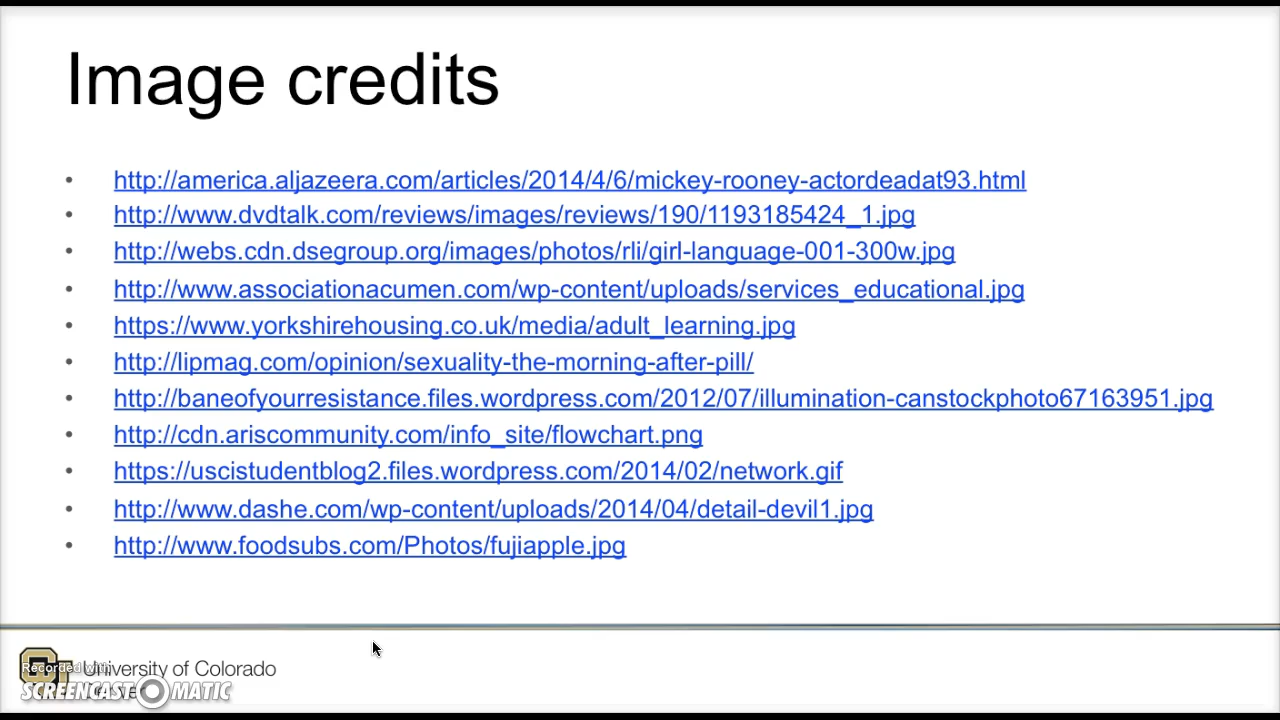 Image credits
• http://america.aljazeera.com/articles/2014/4/6/mickey-rooney-actordeadat93.html
• http://www.dvdtalk.com/reviews/images/reviews/190/1193185424_1.jpg
• http://webs.cdn.dsegroup.org/images/photos/rli/girl-language-001-300w.jpg
• http://www.associationacumen.com/wp-content/uploads/services_educational.jpg
• https://www.yorkshirehousing.co.uk/media/adult_learning.jpg
• http://lipmag.com/opinion/sexuality-the-morning-after-pill/
• http://baneofyourresistance.files.wordpress.com/2012/07/illumination-canstockphoto67163951.jpg
• http://cdn.ariscommunity.com/info_site/flowchart.png
• https://uscistudentblog2.files.wordpress.com/2014/02/network.gif
• http://www.dashe.com/wp-content/uploads/2014/04/detail-devil1.jpg
• http://www.foodsubs.com/Photos/fujiapple.jpg
University of Colorado
Recorded with
SCREENCAST MATIC